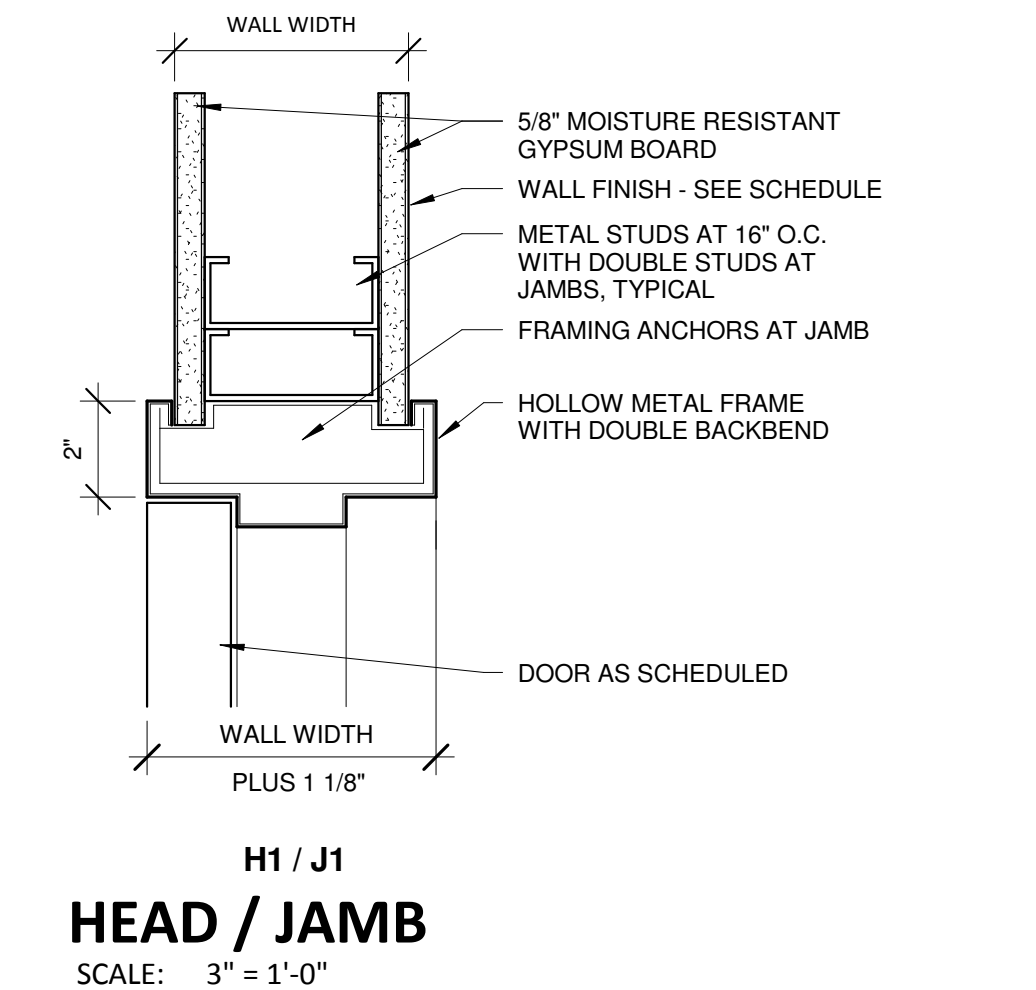 WALL WIDTH
5/8" MOISTURE RESISTANT
GYPSUM BOARD
WALL FINISH - SEE SCHEDULE
METAL STUDS AT 16" O.C.
WITH DOUBLE STUDS AT
JAMBS, TYPICAL
FRAMING ANCHORS AT JAMB
HOLLOW METAL FRAME
WITH DOUBLE BACKBEND
2"
DOOR AS SCHEDULED
WALL WIDTH
PLUS 1 1/8"
H1 / J1
HEAD / JAMB
SCALE: 3" = 1'-0"